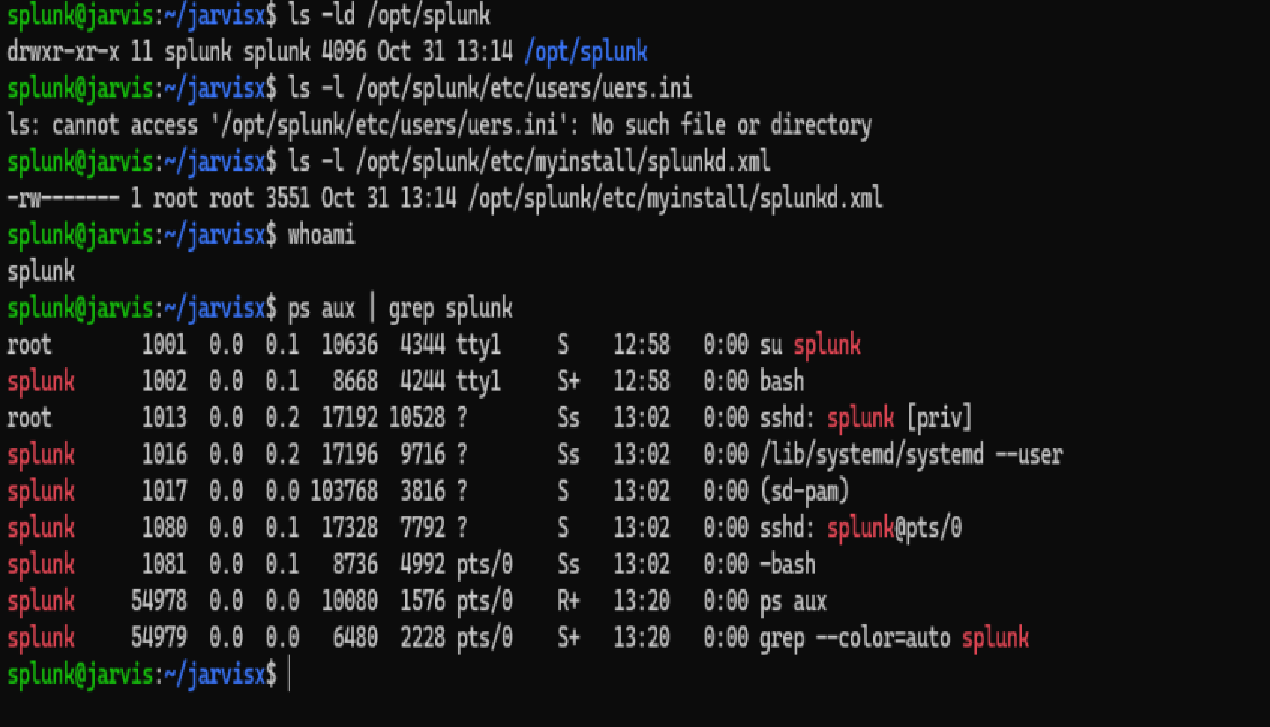 splunk@jarvis:~/jarvisx$ ls -ld /opt/splunk
drwxr-xr-x 11 splunk splunk 4096 Oct 31 13:14 /opt/splunk
splunk@jarvis:~/jarvisx$ ls -l /opt/splunk/etc/users/uers.ini
ls: cannot access '/opt/splunk/etc/users/uers.ini': No such file or directory
splunk@jarvis:~/jarvisx$ ls -l /opt/splunk/etc/myinstall/splunkd.xml
-rw------- 1 root root 3551 Oct 31 13:14 /opt/splunk/etc/myinstall/splunkd.xml
splunk@jarvis:~/jarvisx$ whoami
splunk
splunk@jarvis:~/jarvisx$ ps aux | grep splunk
root        1001  0.0  0.1  10636  4344 tty1     S    12:58   0:00 su splunk
splunk      1002  0.0  0.1   8668  4244 tty1     S+   12:58   0:00 bash
root        1013  0.0  0.2  17192 10528 ?        Ss   13:02   0:00 sshd: splunk [priv]
splunk      1016  0.0  0.2  17196  9716 ?        Ss   13:02   0:00 /lib/systemd/systemd --user
splunk      1017  0.0  0.0 103768  3816 ?        S    13:02   0:00 (sd-pam)
splunk      1080  0.0  0.1  17328  7792 ?        S    13:02   0:00 sshd: splunk@pts/0
splunk      1081  0.0  0.1   8736  4992 pts/0    Ss   13:02   0:00 -bash
splunk     54978  0.0  0.0  10080  1576 pts/0    R+   13:20   0:00 ps aux
splunk     54979  0.0  0.0   6480  2228 pts/0    S+   13:20   0:00 grep --color=auto splunk
splunk@jarvis:~/jarvisx$